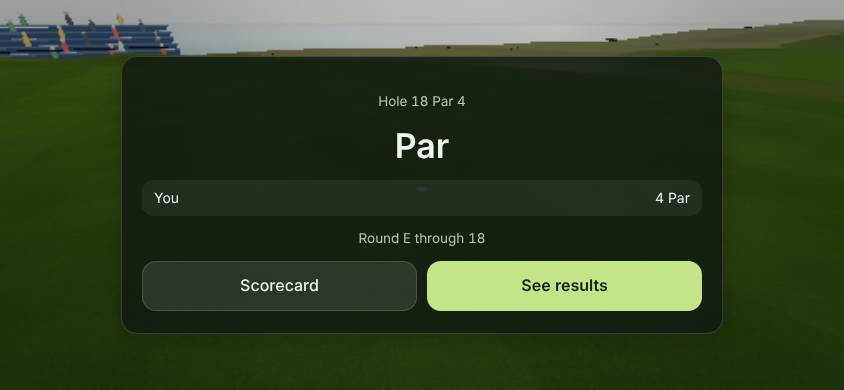 Hole 18 Par 4
Par
You 4 Par
Round E through 18
Scorecard See results